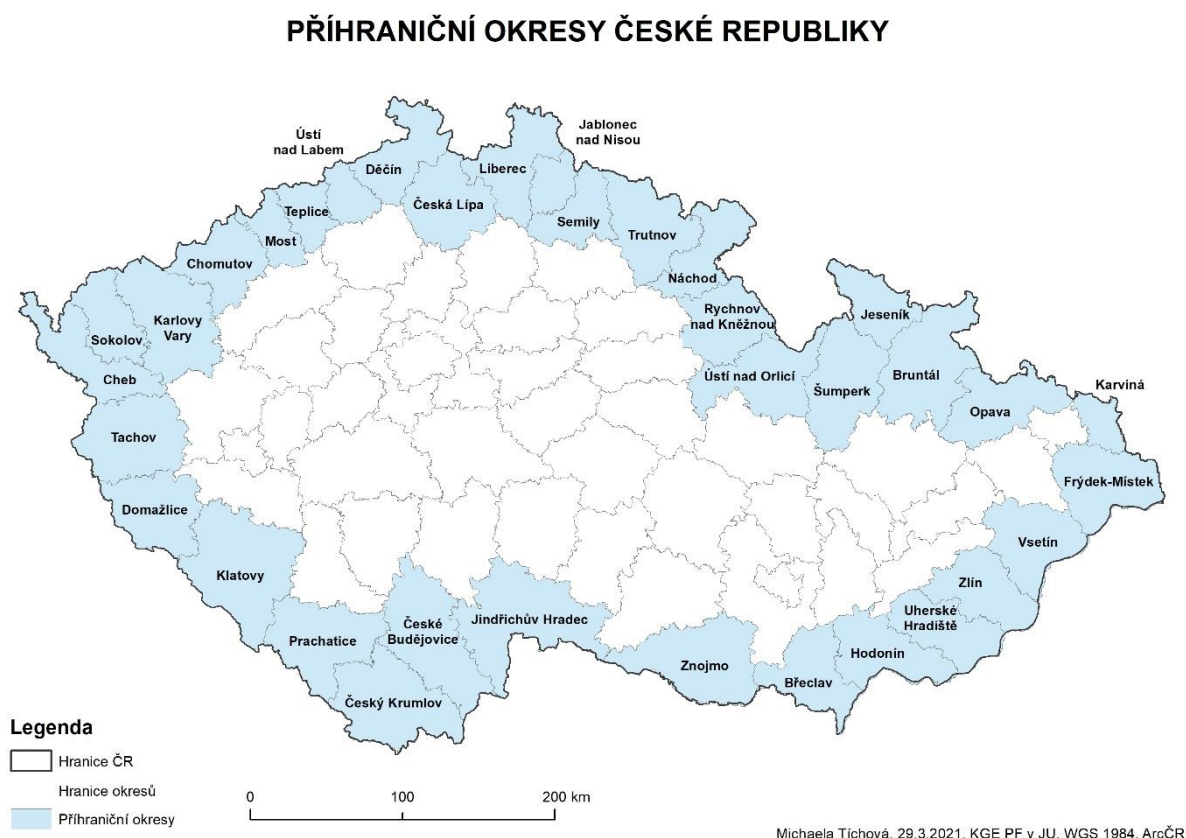 PŘÍHRANIČNÍ OKRESY ČESKÉ REPUBLIKY
Ústí
nad Labem
Jablonec
nad Nisou
Děčín
Liberec
Česká Lípa
Teplice
Semily
Most
Trutnov
Chomutov
Náchod
Karlovy
Vary
Rychnov
nad Kněžnou
Jeseník
Sokolov
Cheb
Ústí nad Orlicí
Šumperk
Bruntál
Karviná
Opava
Tachov
Frýdek-Místek
Domažlice
Vsetín
Klatovy
Zlín
Uherské
Hradiště
České
Budějovice
Jindřichův Hradec
Prachatice
Hodonín
Znojmo
Břeclav
Český Krumlov
Legenda
Hranice ČR
Hranice okresů
Příhraniční okresy
0 100 200 km
Michaela Tíchová, 29.3.2021, KGE PF v JU, WGS 1984, ArcČR